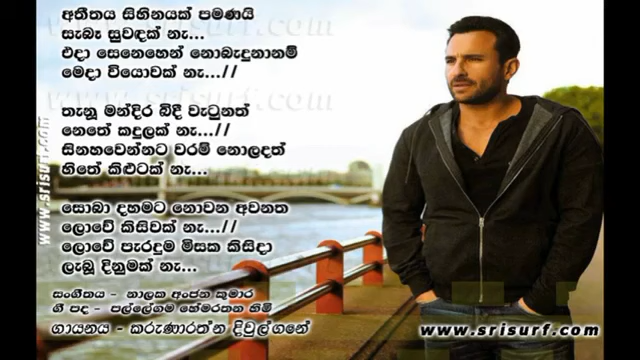 අතීතය සිහිනයක් පමණයි
සැබෑ සුවඳක් නෑ...
එදා සෙනෙහෙන් නොබැඳුනානම්
මෙදා වියොවක් නෑ...//
තැනූ මන්දිර බිඳී වැටුනත්
නෙතේ කඳුලක් නෑ...//
සිනහවෙන්නට වරම් නොලදත්
හිතේ කිළුටක් නෑ...
සොබා දහමට නොවන අවනත
ලොවේ කිසිවක් නෑ...//
ලොවේ පැරදුම මිසක කිසිදා
ලැබූ දිනුමක් නෑ...
සංගීතය - නාලක අංජන කුමාර
ගී පද - පල්ලේගම හේමරතන හිමි
ගායනය - කරුණාරත්න දිවුල්ගනේ
www.srisurf.com
www.srisurf.com